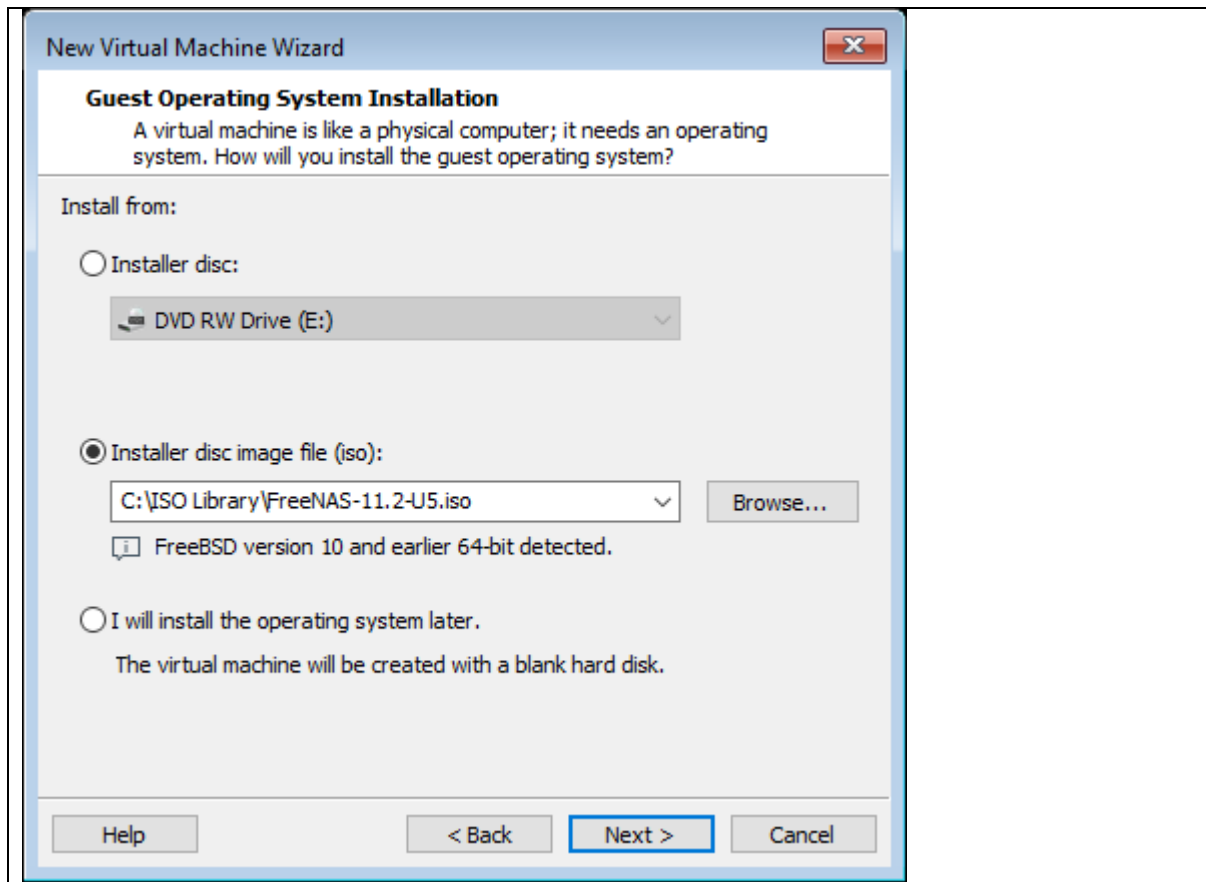 New Virtual Machine Wizard
Guest Operating System Installation
A virtual machine is like a physical computer; it needs an operating
system. How will you install the guest operating system?
Install from:
Installer disc:
DVD RW Drive (E:)
Installer disc image file (iso):
C:\ISO Library\FreeNAS-11.2-U5.iso
Browse...
FreeBSD version 10 and earlier 64-bit detected.
I will install the operating system later.
The virtual machine will be created with a blank hard disk.
Help
< Back
Next >
Cancel